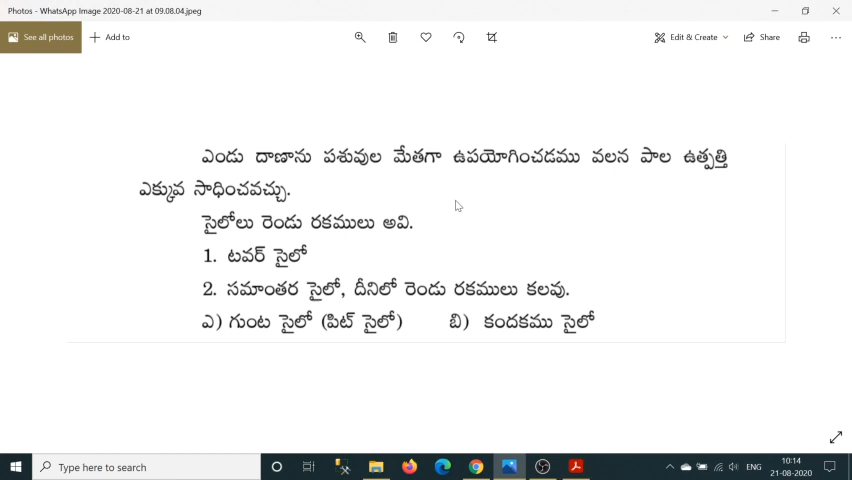 Photos - WhatsApp Image 2020-08-21 at 09.08.04.jpeg
See all photos + Add to Edit & Create Share
ఎండు దాణాను పశువుల మేతగా ఉపయోగించడము వలన పాల ఉత్పత్తి
ఎక్కువ సాధించవచ్చు.
సైలోలు రెండు రకములు అవి.
1. టవర్ సైలో
2. సమాంతర సైలో, దీనిలో రెండు రకములు కలవు.
ఎ) గుంట సైలో (పిట్ సైలో) బి) కందకము సైలో
Type here to search ENG 10:14
21-08-2020